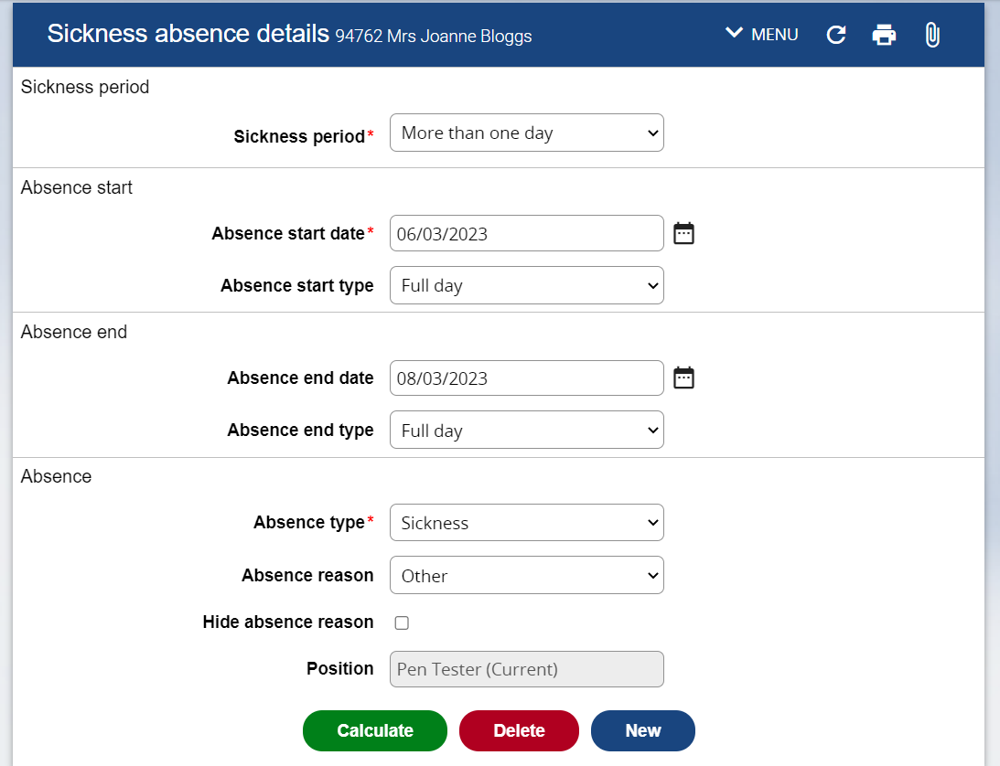 Sickness absence details 94762 Mrs Joanne Bloggs MENU
Sickness period
Sickness period* More than one day
Absence start
Absence start date* 06/03/2023
Absence start type Full day
Absence end
Absence end date 08/03/2023
Absence end type Full day
Absence
Absence type* Sickness
Absence reason Other
Hide absence reason
Position Pen Tester (Current)
Calculate Delete New